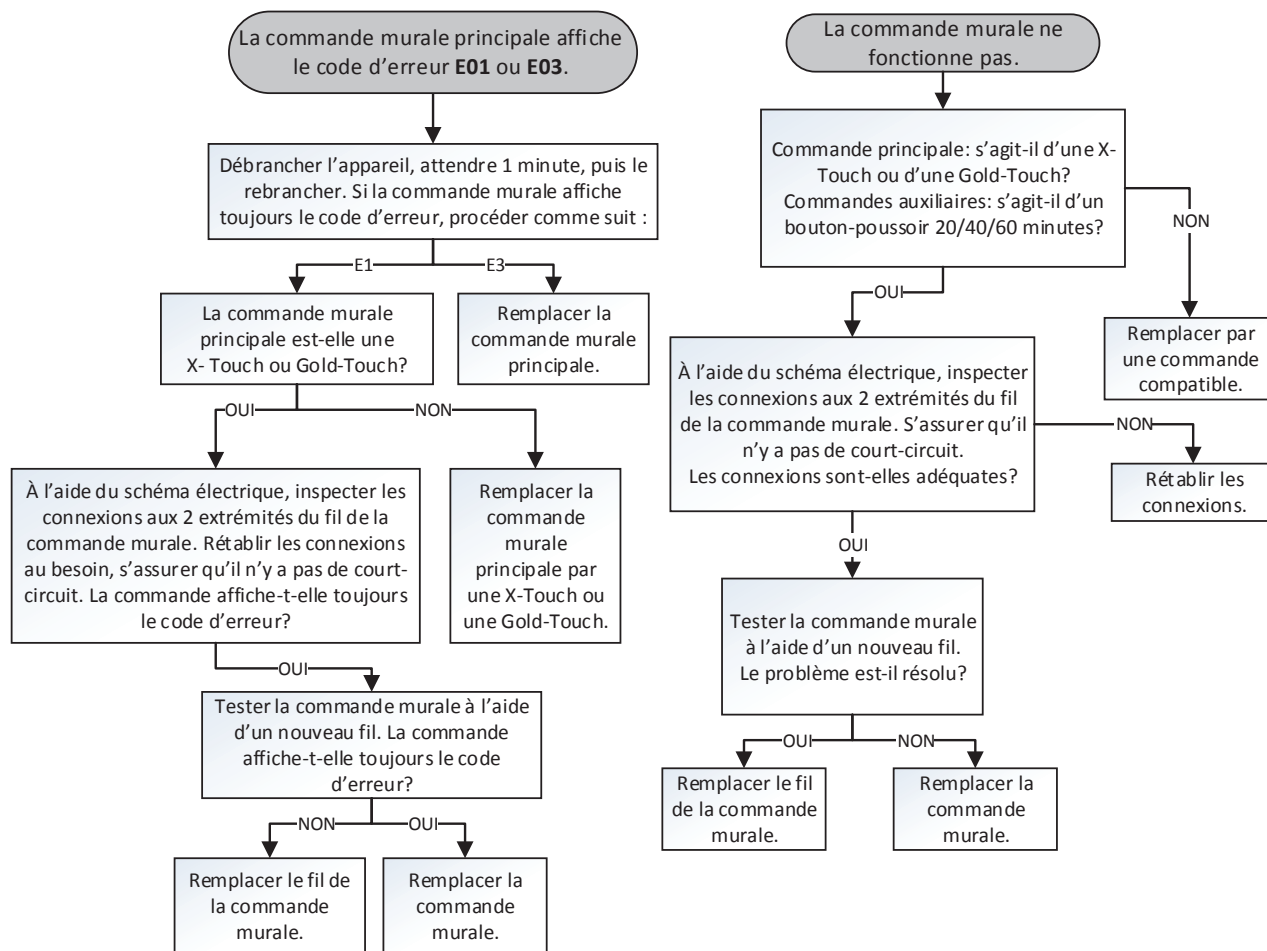 La commande murale principale affiche
le code d'erreur E01 ou E03.
Débrancher l'appareil, attendre 1 minute, puis le
rebrancher. Si la commande murale affiche
toujours le code d'erreur, procéder comme suit :
E1
E3
La commande murale
principale est-elle une
X- Touch ou Gold-Touch?
Remplacer la
commande murale
principale.
OUI
NON
À l'aide du schéma électrique, inspecter les
connexions aux 2 extrémités du fil de la
commande murale. Rétablir les connexions
au besoin, s'assurer qu'il n'y a pas de court-
circuit. La commande affiche-t-elle toujours
le code d'erreur?
Remplacer la
commande
murale
principale par
une X-Touch ou
une Gold-Touch.
OUI
Tester la commande murale à l'aide
d'un nouveau fil. La commande
affiche-t-elle toujours le code
d'erreur?
NON
OUI
Remplacer le fil de
la commande
murale.
Remplacer la
commande
murale.
La commande murale ne
fonctionne pas.
Commande principale: s'agit-il d'une X-
Touch ou d'une Gold-Touch?
Commandes auxiliaires: s'agit-il d'un
bouton-poussoir 20/40/60 minutes?
NON
OUI
Remplacer par
une commande
compatible.
À l'aide du schéma électrique, inspecter
les connexions aux 2 extrémités du fil
de la commande murale. S'assurer qu'il
n'y a pas de court-circuit.
Les connexions sont-elles adéquates?
NON
Rétablir les
connexions.
OUI
Tester la commande murale
à l'aide d'un nouveau fil.
Le problème est-il résolu?
OUI
NON
Remplacer le fil
de la commande
murale.
Remplacer la
commande
murale.